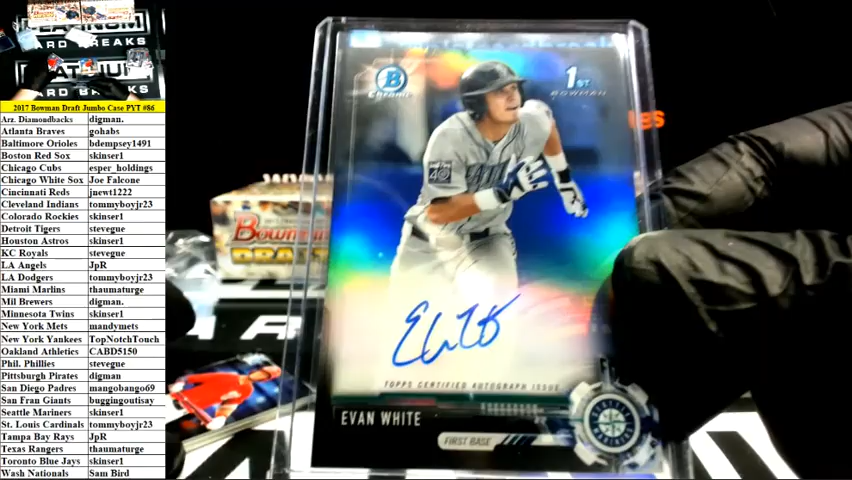 PLATINUM
CARD BREAKS
2017 Bowman Draft Jumbo Case PYT #86
Arz. Diamondbacks digman.
Atlanta Braves gohabs
Baltimore Orioles bdempsey1491
Boston Red Sox skinser1
Chicago Cubs esper_holdings
Chicago White Sox Joe Falcone
Cincinnati Reds jnewt1222
Cleveland Indians tommyboyjr23
Colorado Rockies skinser1
Detroit Tigers stevegue
Houston Astros skinser1
KC Royals stevegue
LA Angels JpR
LA Dodgers tommyboyjr23
Miami Marlins thaumaturge
Mil Brewers digman.
Minnesota Twins skinser1
New York Mets mandymets
New York Yankees TopNotchTouch
Oakland Athletics CABD5150
Phil. Phillies stevegue
Pittsburgh Pirates digman
San Diego Padres mangobango69
San Fran Giants buggingoutisay
Seattle Mariners skinser1
St. Louis Cardinals tommyboyjr23
Tampa Bay Rays JpR
Texas Rangers thaumaturge
Toronto Blue Jays skinser1
Wash Nationals Sam Bird
B
Chrome
1ST
BOWMAN
40
TOPPS CERTIFIED AUTOGRAPH ISSUE
EVAN WHITE
FIRST BASE
Bowman
DRAFT